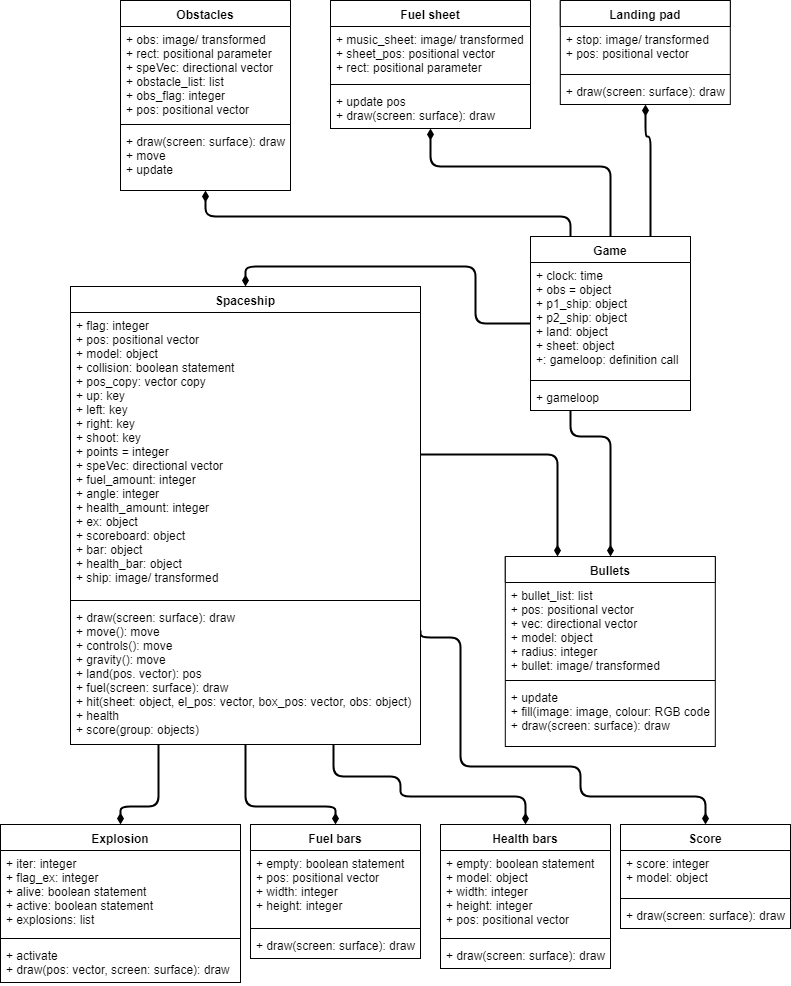 Obstacles
+ obs: image/ transformed
+ rect: positional parameter
+ speVec: directional vector
+ obstacle_list: list
+ obs_flag: integer
+ pos: positional vector
+ draw(screen: surface): draw
+ move
+ update
Fuel sheet
+ music_sheet: image/ transformed
+ sheet_pos: positional vector
+ rect: positional parameter
+ update pos
+ draw(screen: surface): draw
Landing pad
+ stop: image/ transformed
+ pos: positional vector
+ draw(screen: surface): draw
Game
+ clock: time
+ obs = object
+ p1_ship: object
+ p2_ship: object
+ land: object
+ sheet: object
+: gameloop: definition call
+ gameloop
Spaceship
+ flag: integer
+ pos: positional vector
+ model: object
+ collision: boolean statement
+ pos_copy: vector copy
+ up: key
+ left: key
+ right: key
+ shoot: key
+ points = integer
+ speVec: directional vector
+ fuel_amount: integer
+ angle: integer
+ health_amount: integer
+ ex: object
+ scoreboard: object
+ bar: object
+ health_bar: object
+ ship: image/ transformed
+ draw(screen: surface): draw
+ move(): move
+ controls(): move
+ gravity(): move
+ land(pos. vector): pos
+ fuel(screen: surface): draw
+ hit(sheet: object, el_pos: vector, box_pos: vector, obs: object)
+ health
+ score(group: objects)
Bullets
+ bullet_list: list
+ pos: positional vector
+ vec: directional vector
+ model: object
+ radius: integer
+ bullet: image/ transformed
+ update
+ fill(image: image, colour: RGB code
+ draw(screen: surface): draw
Explosion
+ iter: integer
+ flag_ex: integer
+ alive: boolean statement
+ active: boolean statement
+ explosions: list
+ activate
+ draw(pos: vector, screen: surface): draw
Fuel bars
+ empty: boolean statement
+ pos: positional vector
+ width: integer
+ height: integer
+ draw(screen: surface): draw
Health bars
+ empty: boolean statement
+ model: object
+ width: integer
+ height: integer
+ pos: positional vector
+ draw(screen: surface): draw
Score
+ score: integer
+ model: object
+ draw(screen: surface): draw